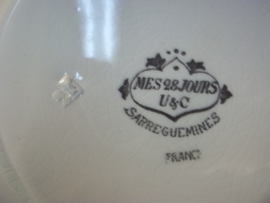 MES 28 JOURS
U&C
SARREGUEMINES
FRANCE